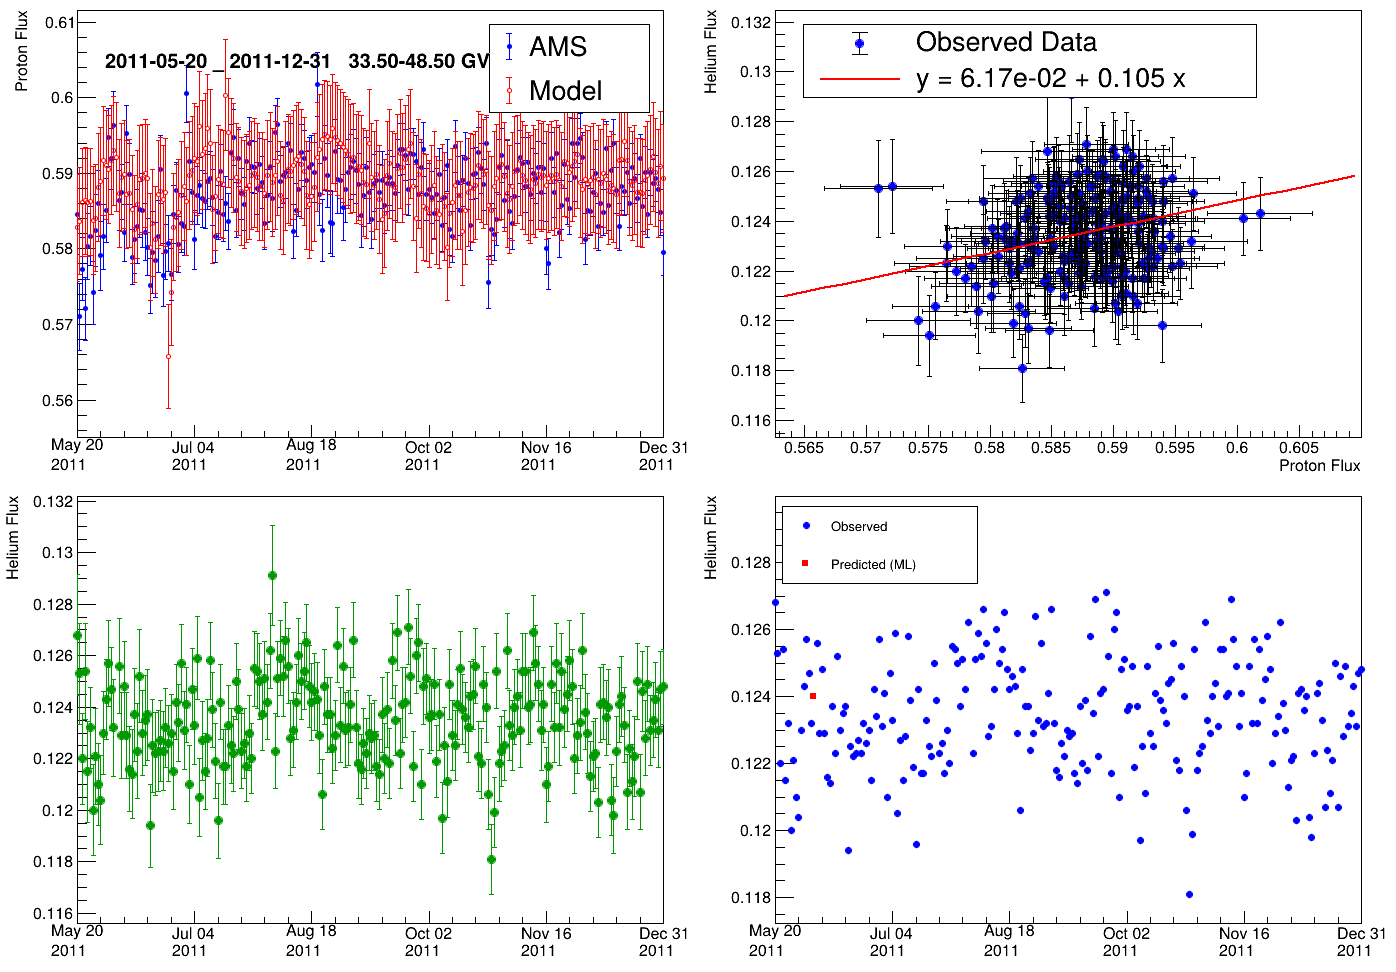 Proton Flux
0.61
0.6
0.59
0.58
0.57
0.56
2011-05-20 _ 2011-12-31 33.50-48.50 GV
AMS
Model
May 20
2011
Jul 04
2011
Aug 18
2011
Oct 02
2011
Nov 16
2011
Dec 31
2011
Helium Flux
0.132
0.13
0.128
0.126
0.124
0.122
0.12
0.118
0.116
Observed Data
y = 6.17e-02 + 0.105 x
0.565
0.57
0.575
0.58
0.585
0.59
0.595
0.6
0.605
Proton Flux
Helium Flux
0.132
0.13
0.128
0.126
0.124
0.122
0.12
0.118
0.116
May 20
2011
Jul 04
2011
Aug 18
2011
Oct 02
2011
Nov 16
2011
Dec 31
2011
Helium Flux
0.128
0.126
0.124
0.122
0.12
0.118
Observed
Predicted (ML)
May 20
2011
Jul 04
2011
Aug 18
2011
Oct 02
2011
Nov 16
2011
Dec 31
2011